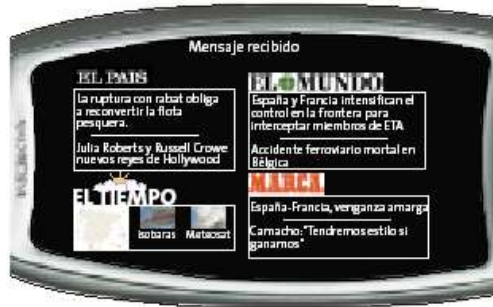 Mensaje recibido
EL PAIS
La ruptura con rabat obliga
a reconvertir la flota
pesquera.
Julia Roberts y Russell Crowe
nuevos reyes de Hollywood
EL MUNDO
España y Francia intensifican el
control en la frontera para
interceptar miembros de ETA
Accidente ferroviario mortal en
Bélgica
EL TIEMPO
Isobaras
Meteosat
MARCA
España-Francia, venganza amarga
Camacho: "Tendremos estilo si
ganamos"